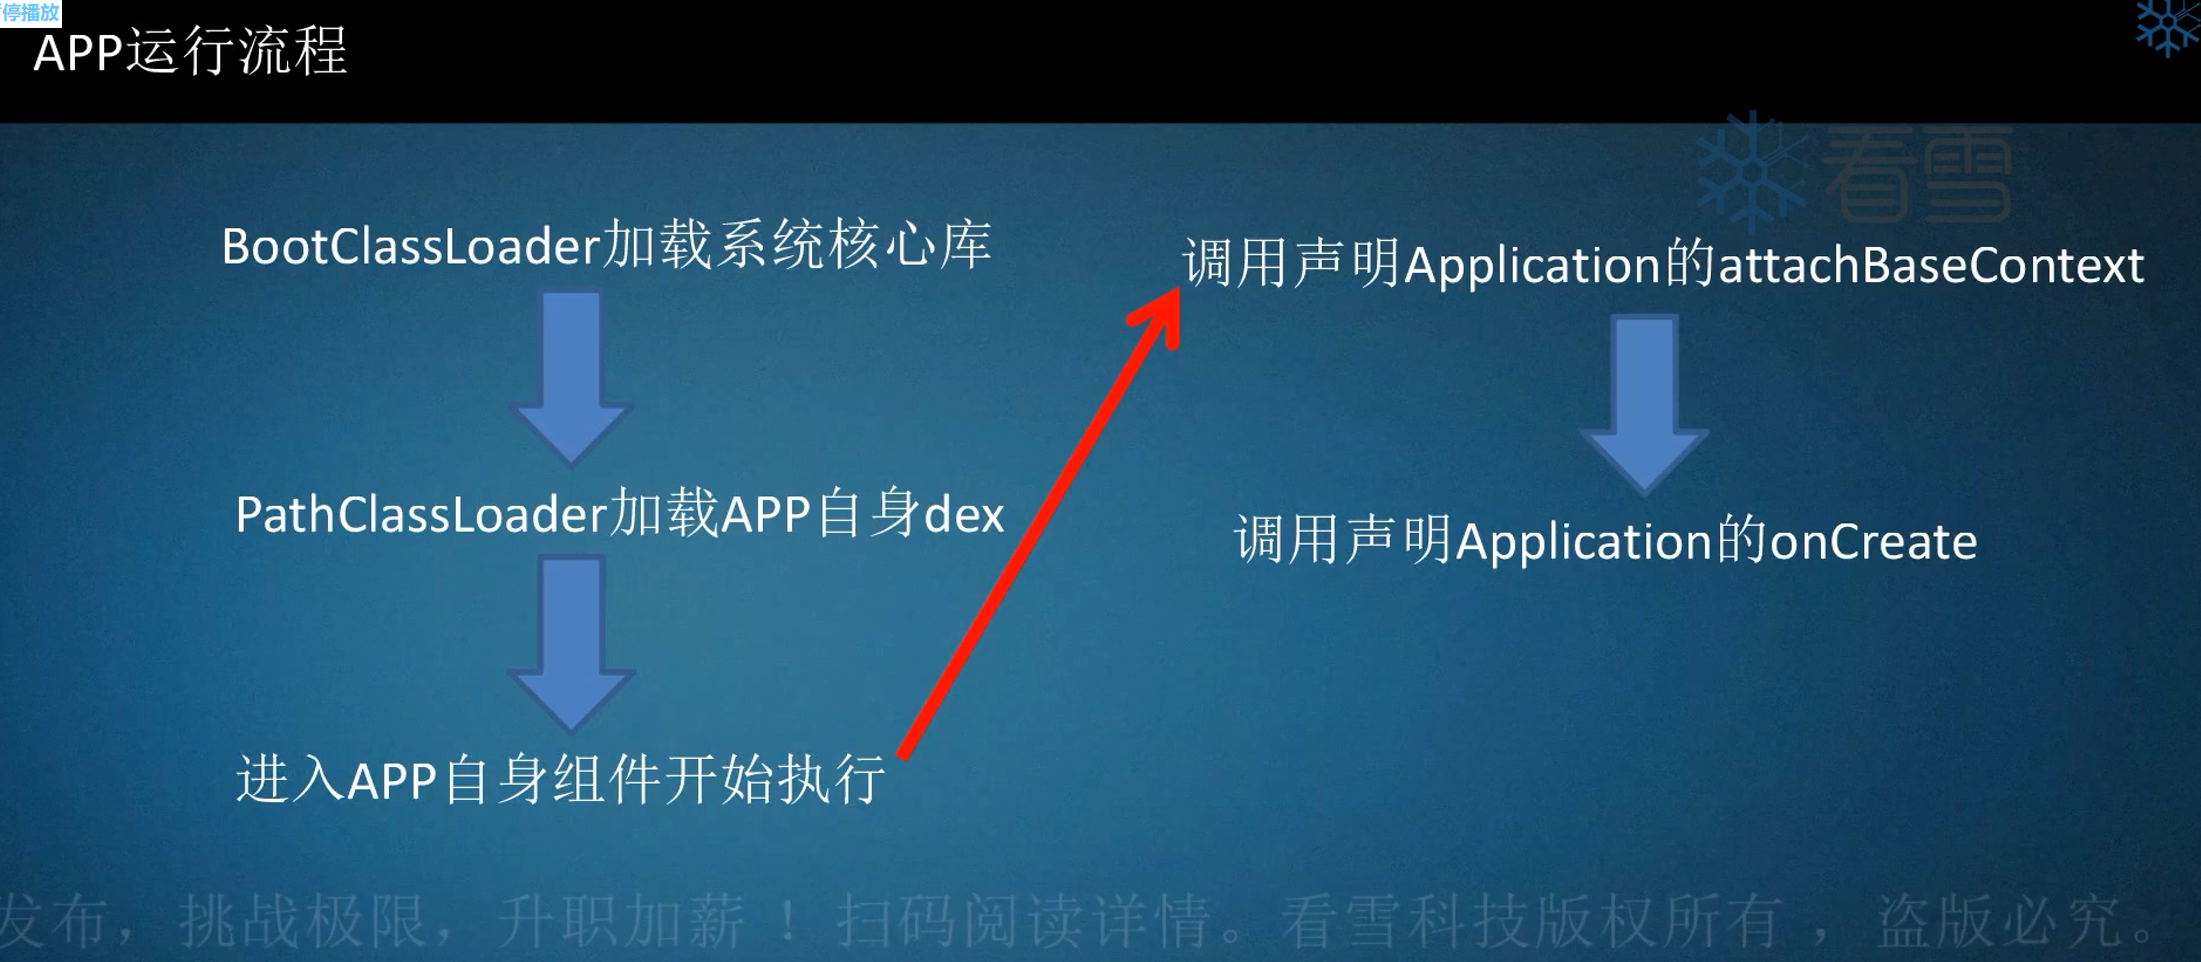 停播放
APP运行流程
看雪
BootClassLoader加载系统核心库
PathClassLoader加载APP自身dex
进入APP自身组件开始执行
调用声明Application的attachBaseContext
调用声明Application的onCreate
发布，挑战极限，升职加薪！扫码阅读详情。看雪科技版权所有，盗版必究。